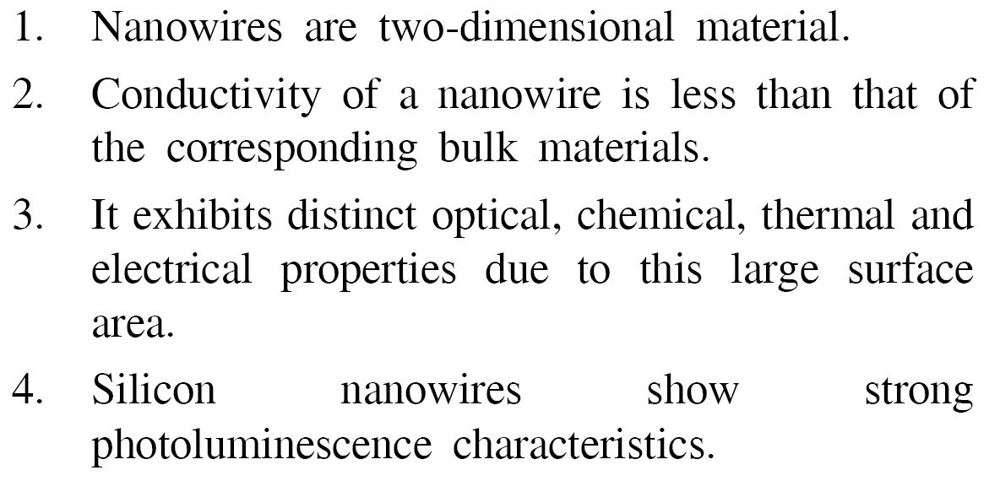 1. Nanowires are two-dimensional material.
2. Conductivity of a nanowire is less than that of
the corresponding bulk materials.
3. It exhibits distinct optical, chemical, thermal and
electrical properties due to this large surface
area.
4. Silicon nanowires show strong
photoluminescence characteristics.